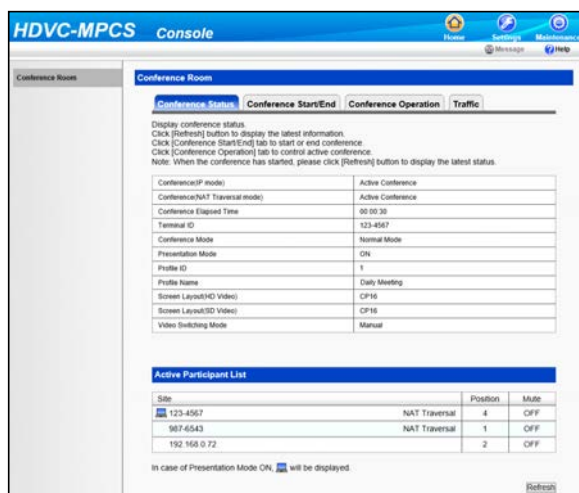 HDVC-MPCS Console
Home Settings Maintenance
Message Help
Conference Room
Conference Room
Conference Status Conference Start/End Conference Operation Traffic
Display conference status.
Click [Refresh] button to display the latest information.
Click [Conference Start/End] tab to start or end conference.
Click [Conference Operation] tab to control active conference.
Note: When the conference has started, please click [Refresh] button to display the latest status.
Conference(IP mode) Active Conference
Conference(NAT Traversal mode) Active Conference
Conference Elapsed Time 00:00:30
Terminal ID 123-4567
Conference Mode Normal Mode
Presentation Mode ON
Profile ID 1
Profile Name Daily Meeting
Screen Layout(HD Video) CP16
Screen Layout(SD Video) CP16
Video Switching Mode Manual
Active Participant List
Site Position Mute
123-4567 NAT Traversal 4 OFF
987-6543 NAT Traversal 1 OFF
192.168.0.72 2 OFF
In case of Presentation Mode ON, will be displayed.
Refresh